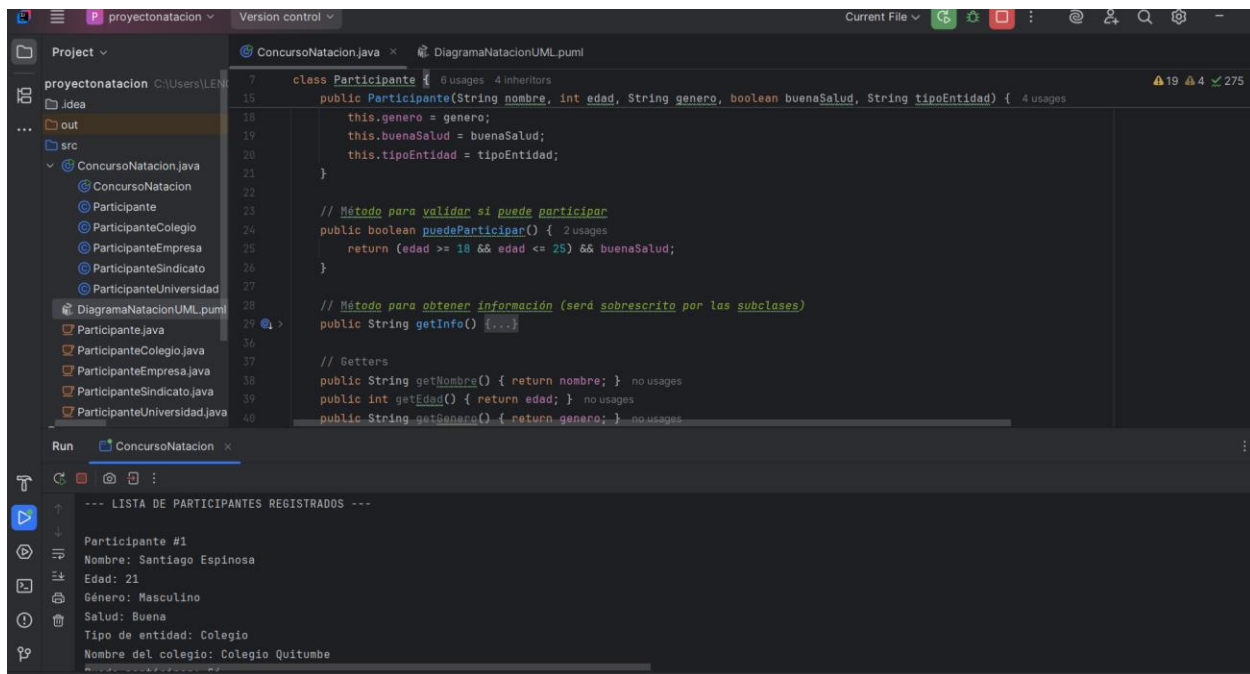 P proyectonatacion Version control Current File
Project
ConcursoNatacion.java DiagramaNatacionUML.puml
proyectonatacion C:\Users\LEN
.idea
out
src
ConcursoNatacion.java
ConcursoNatacion
Participante
ParticipanteColegio
ParticipanteEmpresa
ParticipanteSindicato
ParticipanteUniversidad
DiagramaNatacionUML.puml
Participante.java
ParticipanteColegio.java
ParticipanteEmpresa.java
ParticipanteSindicato.java
ParticipanteUniversidad.java
7 class Participante { 6 usages 4 inheritors
19 4 275
15 public Participante(String nombre, int edad, String genero, boolean buenaSalud, String tipoEntidad) { 4 usages
18 this.genero = genero;
19 this.buenaSalud = buenaSalud;
20 this.tipoEntidad = tipoEntidad;
21 }
22
23 // Método para validar si puede participar
24 public boolean puedeParticipar() { 2 usages
25 return (edad >= 18 && edad <= 25) && buenaSalud;
26 }
27
28 // Método para obtener información (será sobrescrito por las subclases)
29 public String getInfo() {...}
36
37 // Getters
38 public String getNombre() { return nombre; } no usages
39 public int getEdad() { return edad; } no usages
40 public String getGenero() { return genero; } no usages
Run ConcursoNatacion
--- LISTA DE PARTICIPANTES REGISTRADOS ---
Participante #1
Nombre: Santiago Espinosa
Edad: 21
Género: Masculino
Salud: Buena
Tipo de entidad: Colegio
Nombre del colegio: Colegio Quitumbe